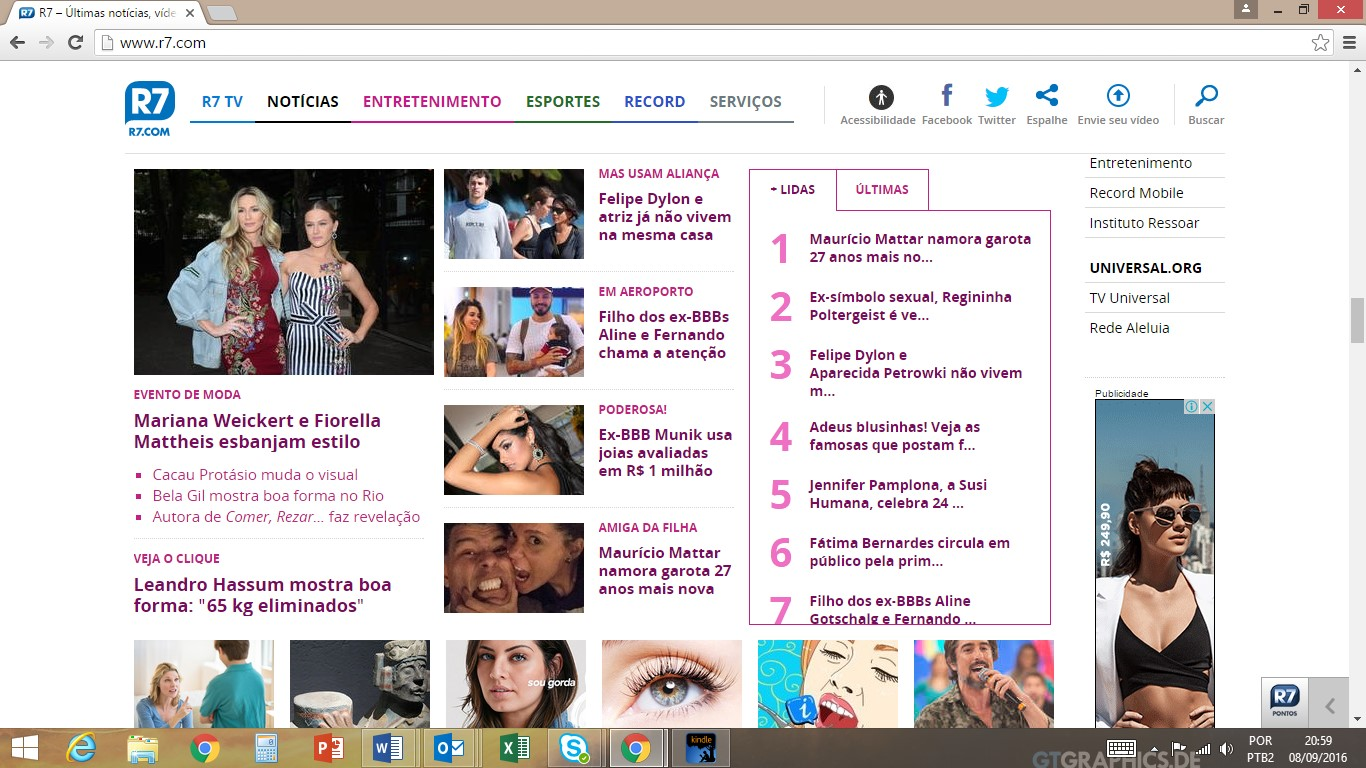 R7 – Últimas notícias, víde
www.r7.com
R7
R7.COM
R7 TV NOTÍCIAS ENTRETENIMENTO ESPORTES RECORD SERVIÇOS
Acessibilidade Facebook Twitter Espalhe Envie seu vídeo Buscar
EVENTO DE MODA
Mariana Weickert e Fiorella
Mattheis esbanjam estilo
Cacau Protásio muda o visual
Bela Gil mostra boa forma no Rio
Autora de Comer, Rezar... faz revelação
VEJA O CLIQUE
Leandro Hassum mostra boa
forma: "65 kg eliminados"
MAS USAM ALIANÇA
Felipe Dylon e
atriz já não vivem
na mesma casa
EM AEROPORTO
Filho dos ex-BBBs
Aline e Fernando
chama a atenção
PODEROSA!
Ex-BBB Munik usa
joias avaliadas
em R$ 1 milhão
AMIGA DA FILHA
Maurício Mattar
namora garota 27
anos mais nova
+ LIDAS ÚLTIMAS
1 Maurício Mattar namora garota
27 anos mais no...
2 Ex-símbolo sexual, Regininha
Poltergeist é ve...
3 Felipe Dylon e
Aparecida Petrowki não vivem
m...
4 Adeus blusinhas! Veja as
famosas que postam f...
5 Jennifer Pamplona, a Susi
Humana, celebra 24 ...
6 Fátima Bernardes circula em
público pela prim...
7 Filho dos ex-BBBs Aline
Gotschalg e Fernando ...
Entretenimento
Record Mobile
Instituto Ressoar
UNIVERSAL.ORG
TV Universal
Rede Aleluia
Publicidade
R$ 249,90
sou gorda
R7
PONTOS
kindle
POR
PTB2
20:59
08/09/2016
GTGRAPHICS.DE